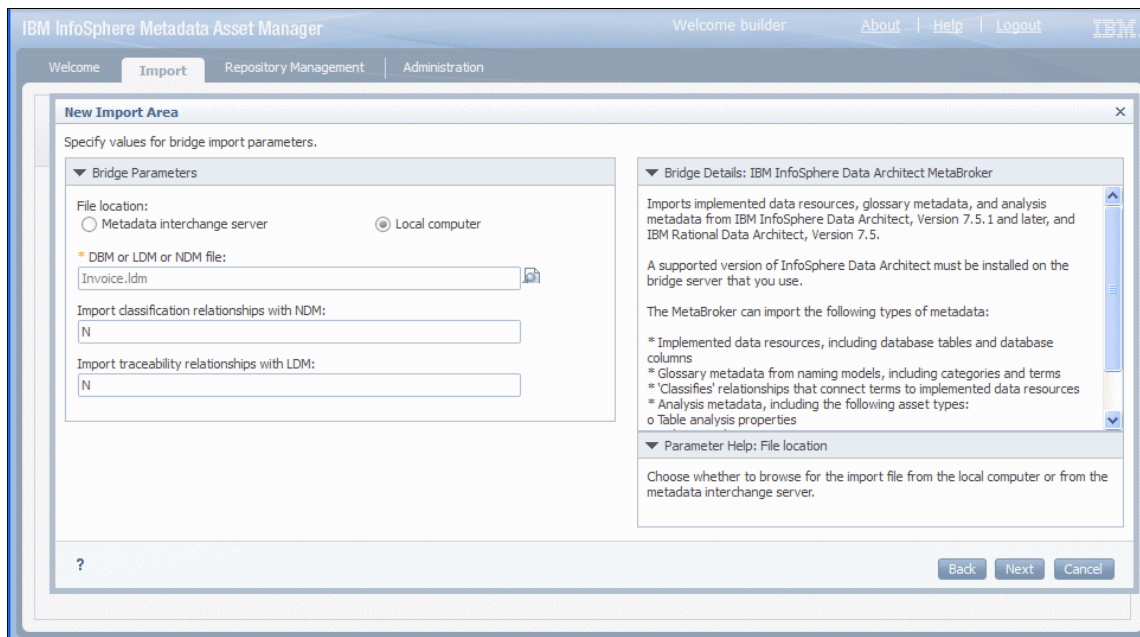 IBM InfoSphere Metadata Asset Manager
Welcome builder
About | Help | Logout
IBM.
Welcome
Import
Repository Management
Administration
New Import Area
Specify values for bridge import parameters.
Bridge Parameters
File location:
Metadata interchange server
Local computer
* DBM or LDM or NDM file:
Invoice.ldm
Import classification relationships with NDM:
N
Import traceability relationships with LDM:
N
Bridge Details: IBM InfoSphere Data Architect MetaBroker
Imports implemented data resources, glossary metadata, and analysis
metadata from IBM InfoSphere Data Architect, Version 7.5.1 and later, and
IBM Rational Data Architect, Version 7.5.
A supported version of InfoSphere Data Architect must be installed on the
bridge server that you use.
The MetaBroker can import the following types of metadata:
* Implemented data resources, including database tables and database
columns
* Glossary metadata from naming models, including categories and terms
* 'Classifies' relationships that connect terms to implemented data resources
* Analysis metadata, including the following asset types:
o Table analysis properties
Parameter Help: File location
Choose whether to browse for the import file from the local computer or from the
metadata interchange server.
?
Back
Next
Cancel